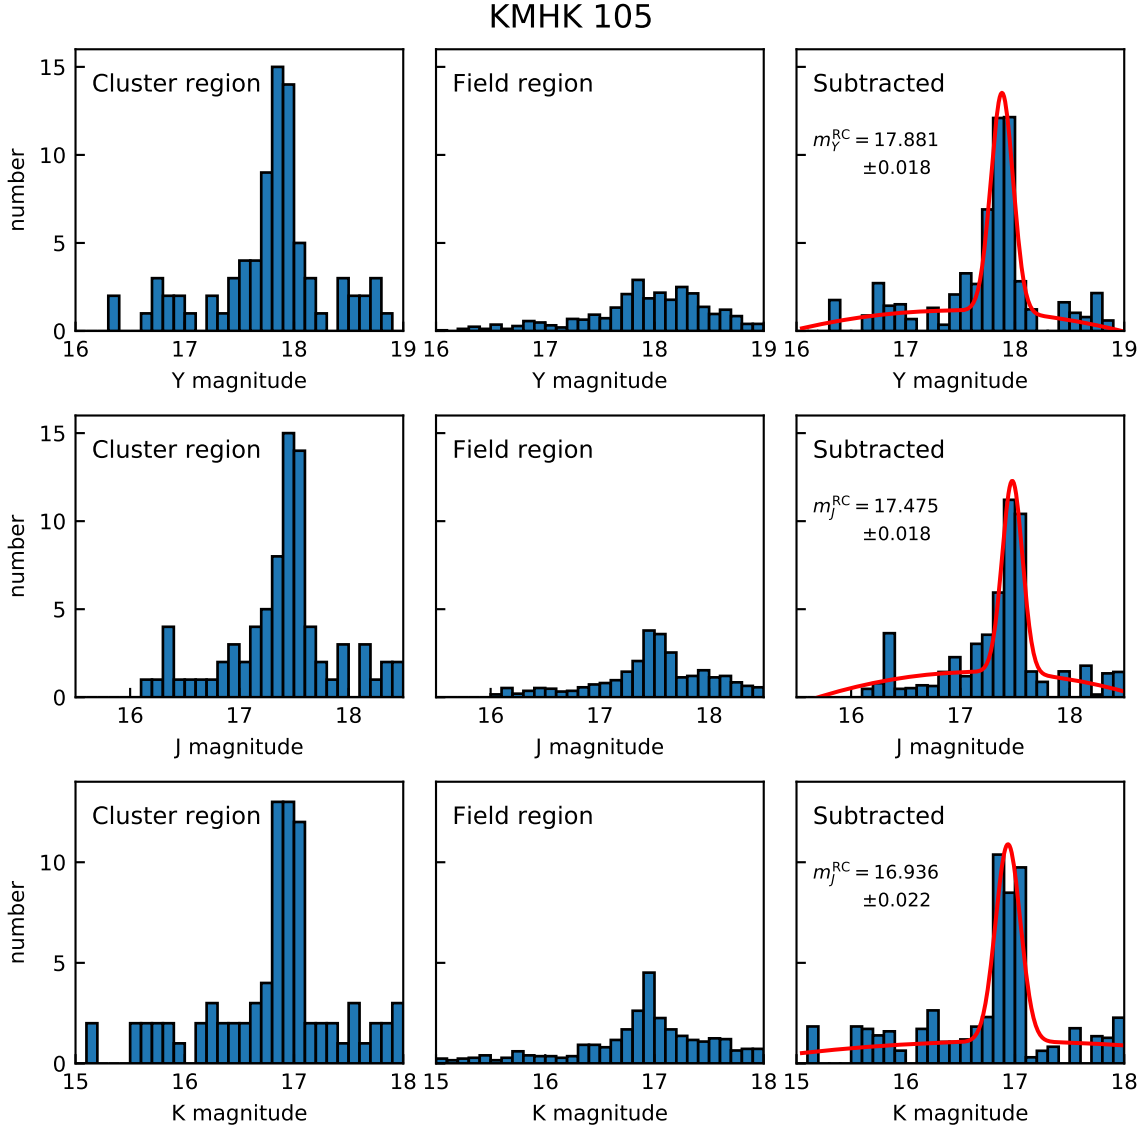 KMHK 105
Cluster region
Field region
Subtracted
m_Y^RC = 17.881
±0.018
number
15
10
5
0
16 17 18 19
16 17 18 19
16 17 18 19
Y magnitude
Y magnitude
Y magnitude
Cluster region
Field region
Subtracted
m_J^RC = 17.475
±0.018
number
15
10
5
0
16 17 18
16 17 18
16 17 18
J magnitude
J magnitude
J magnitude
Cluster region
Field region
Subtracted
m_J^RC = 16.936
±0.022
number
10
5
0
15 16 17 18
15 16 17 18
15 16 17 18
K magnitude
K magnitude
K magnitude